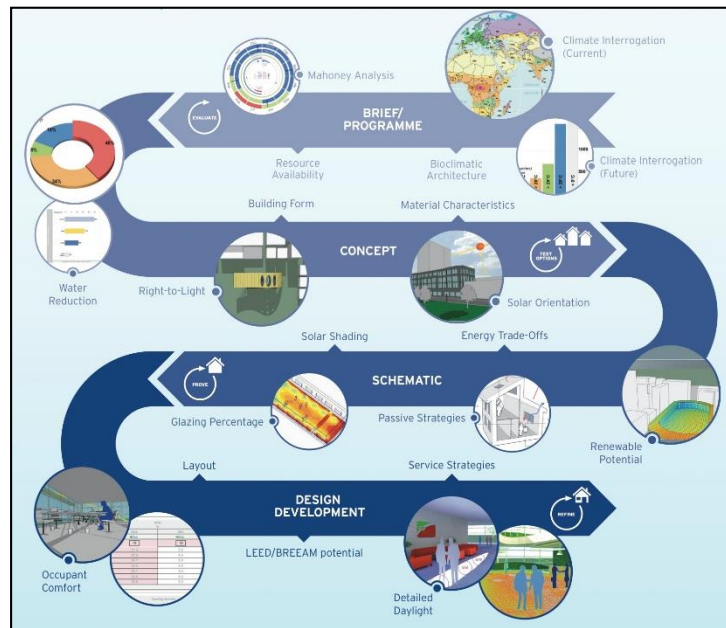 Mahoney Analysis
Climate Interrogation
(Current)
EVALUATE
BRIEF/
PROGRAMME
Resource
Availability
Bioclimatic
Architecture
Climate Interrogation
(Future)
Building Form
Material Characteristics
Water
Reduction
CONCEPT
TEST
OPTIONS
Right-to-Light
Solar Orientation
Solar Shading
Energy Trade-Offs
PROVE
SCHEMATIC
Glazing Percentage
Passive Strategies
Renewable
Potential
Layout
Service Strategies
DESIGN
DEVELOPMENT
REFINE
LEED/BREEAM potential
Occupant
Comfort
Detailed
Daylight